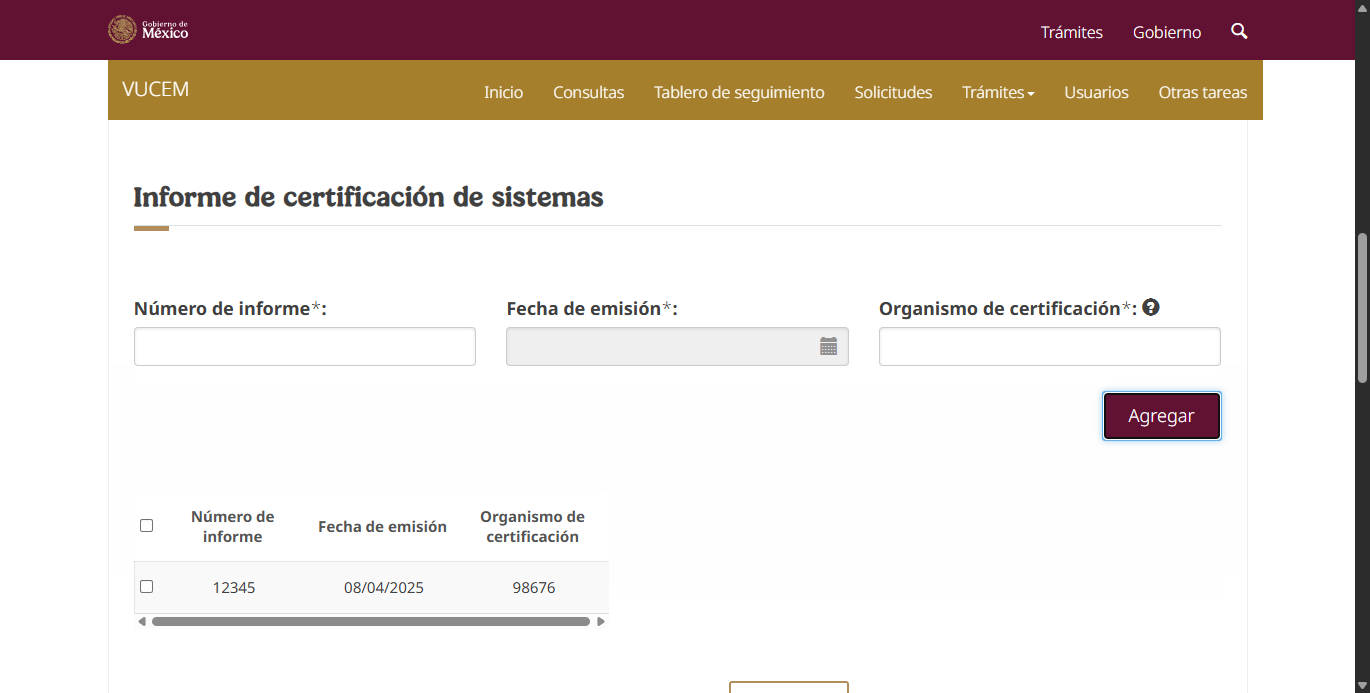 Gobierno de
México
Trámites
Gobierno
VUCEM
Inicio
Consultas
Tablero de seguimiento
Solicitudes
Trámites
Usuarios
Otras tareas
Informe de certificación de sistemas
Número de informe*:
Fecha de emisión*:
Organismo de certificación*: ?
Agregar
Número de
informe
Fecha de emisión
Organismo de
certificación
12345
08/04/2025
98676